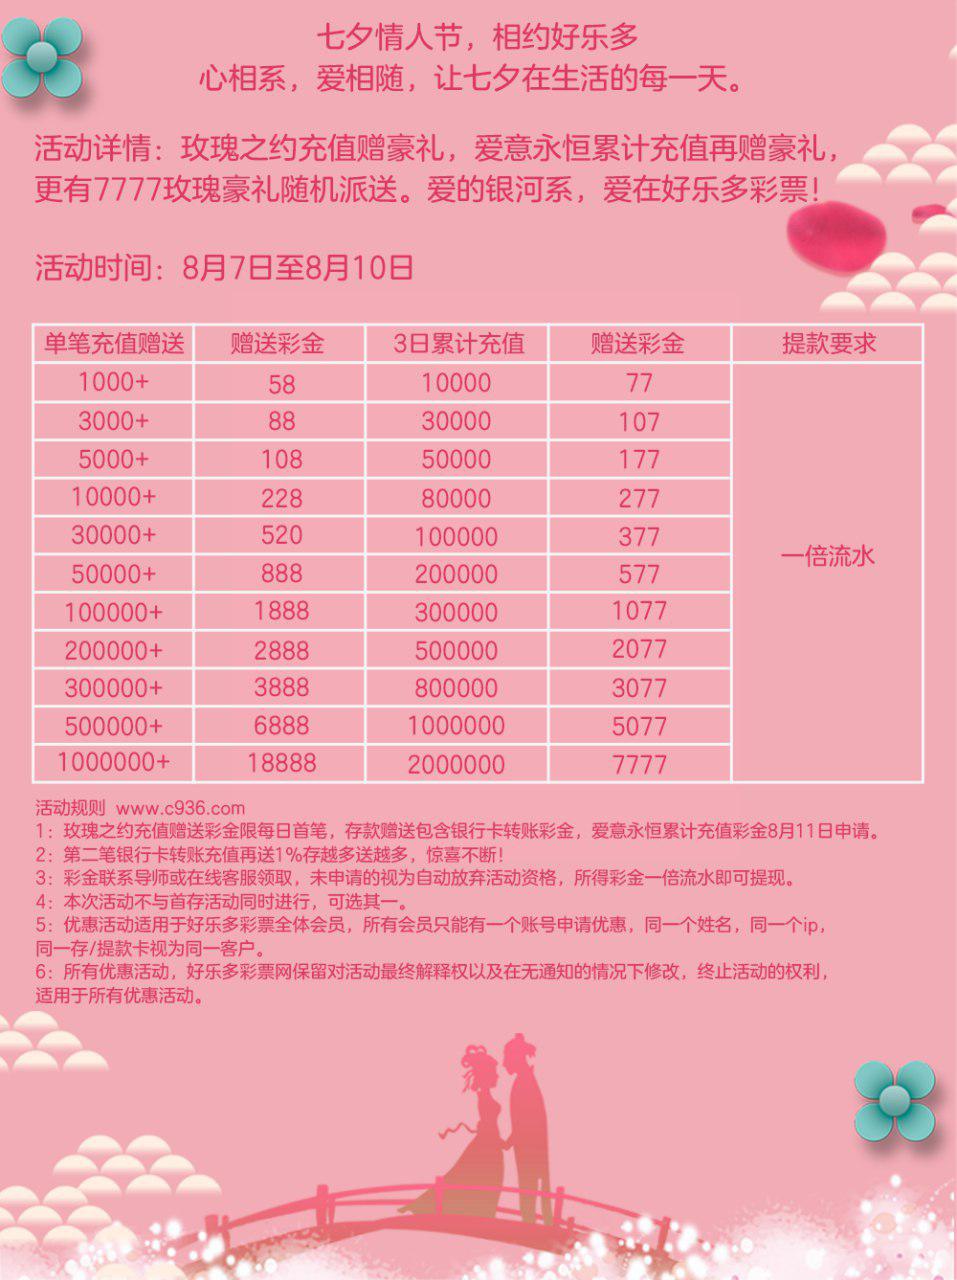 七夕情人节，相约好乐多
心相系，爱相随，让七夕在生活的每一天。
活动详情：玫瑰之约充值赠豪礼，爱意永恒累计充值再赠豪礼，
更有7777玫瑰豪礼随机派送。爱的银河系，爱在好乐多彩票！
活动时间：8月7日至8月10日
单笔充值赠送 赠送彩金 3日累计充值 赠送彩金 提款要求
1000+ 58 10000 77
3000+ 88 30000 107
5000+ 108 50000 177
10000+ 228 80000 277
30000+ 520 100000 377
一倍流水
50000+ 888 200000 577
100000+ 1888 300000 1077
200000+ 2888 500000 2077
300000+ 3888 800000 3077
500000+ 6888 1000000 5077
1000000+ 18888 2000000 7777
活动规则 www.c936.com
1：玫瑰之约充值赠送彩金限每日首笔，存款赠送包含银行卡转账彩金，爱意永恒累计充值彩金8月11日申请。
2：第二笔银行卡转账充值再送1%存越多送越多，惊喜不断！
3：彩金联系导师或在线客服领取，未申请的视为自动放弃活动资格，所得彩金一倍流水即可提现。
4：本次活动不与首存活动同时进行，可选其一。
5：优惠活动适用于好乐多彩票全体会员，所有会员只能有一个账号申请优惠，同一个姓名，同一个ip，
同一存/提款卡视为同一客户。
6：所有优惠活动，好乐多彩票网保留对活动最终解释权以及在无通知的情况下修改，终止活动的权利，
适用于所有优惠活动。